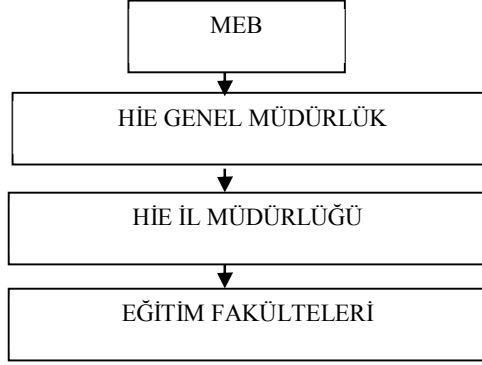 MEB
HİE GENEL MÜDÜRLÜK
HİE İL MÜDÜRLÜĞÜ
EĞİTİM FAKÜLTELERİ